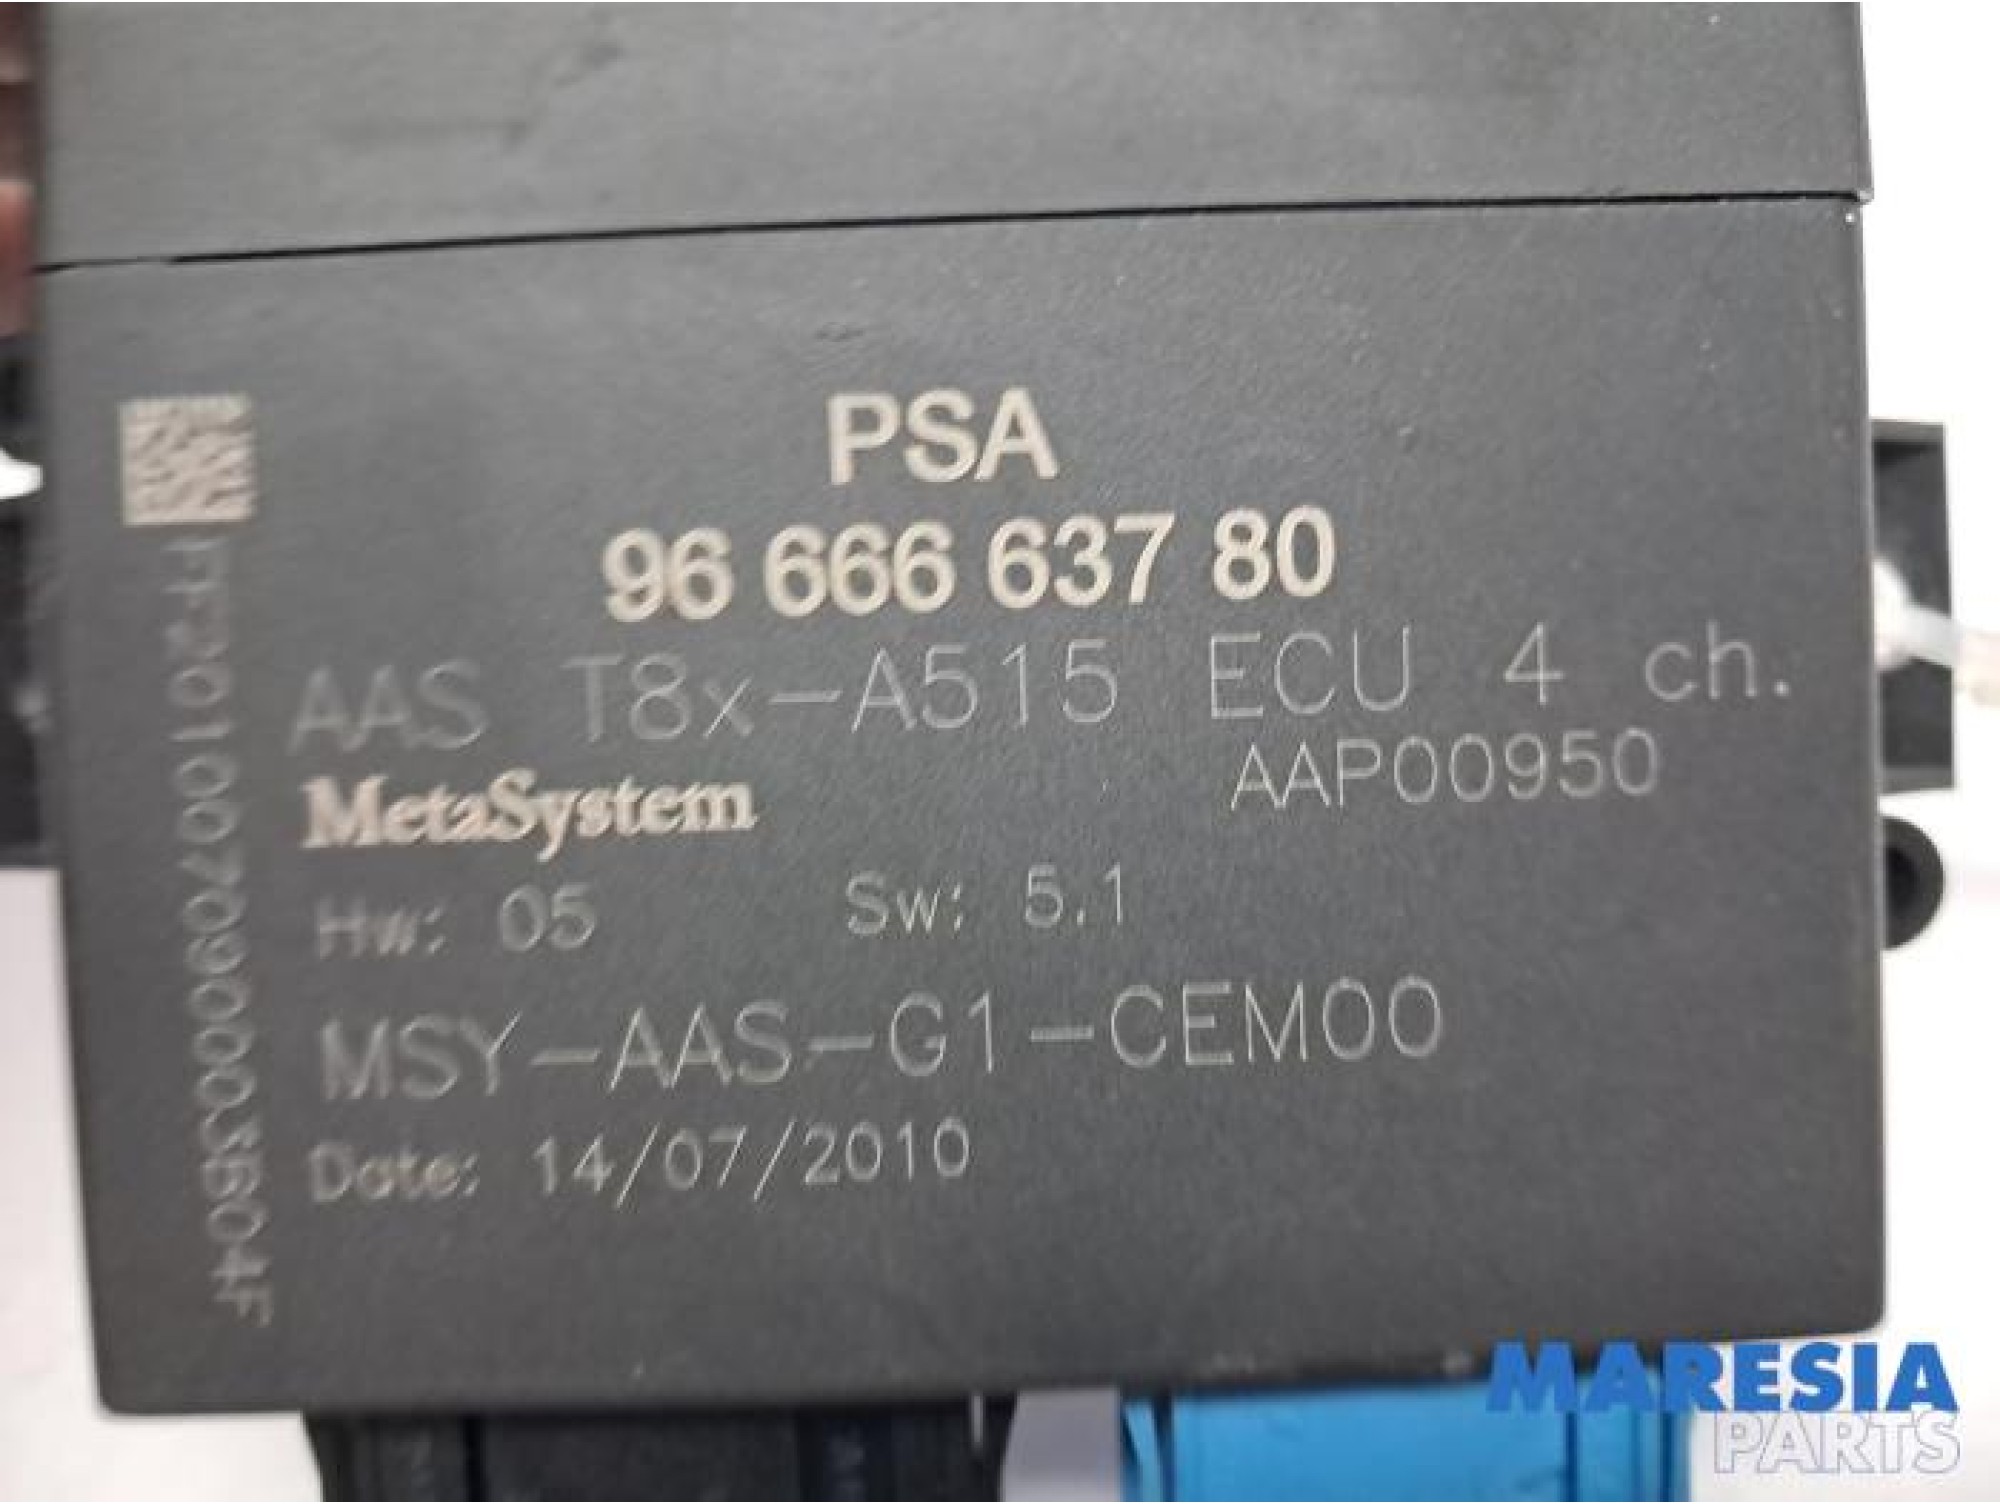 PSA
96 666 637 80
AAS T8x-A515 ECU 4 ch.
AAP00950
MetaSystem
Hw: 05 Sw: 5.1
MSY-AAS-G1-CEM00
Date: 14/07/2010
MARESIA
PARTS